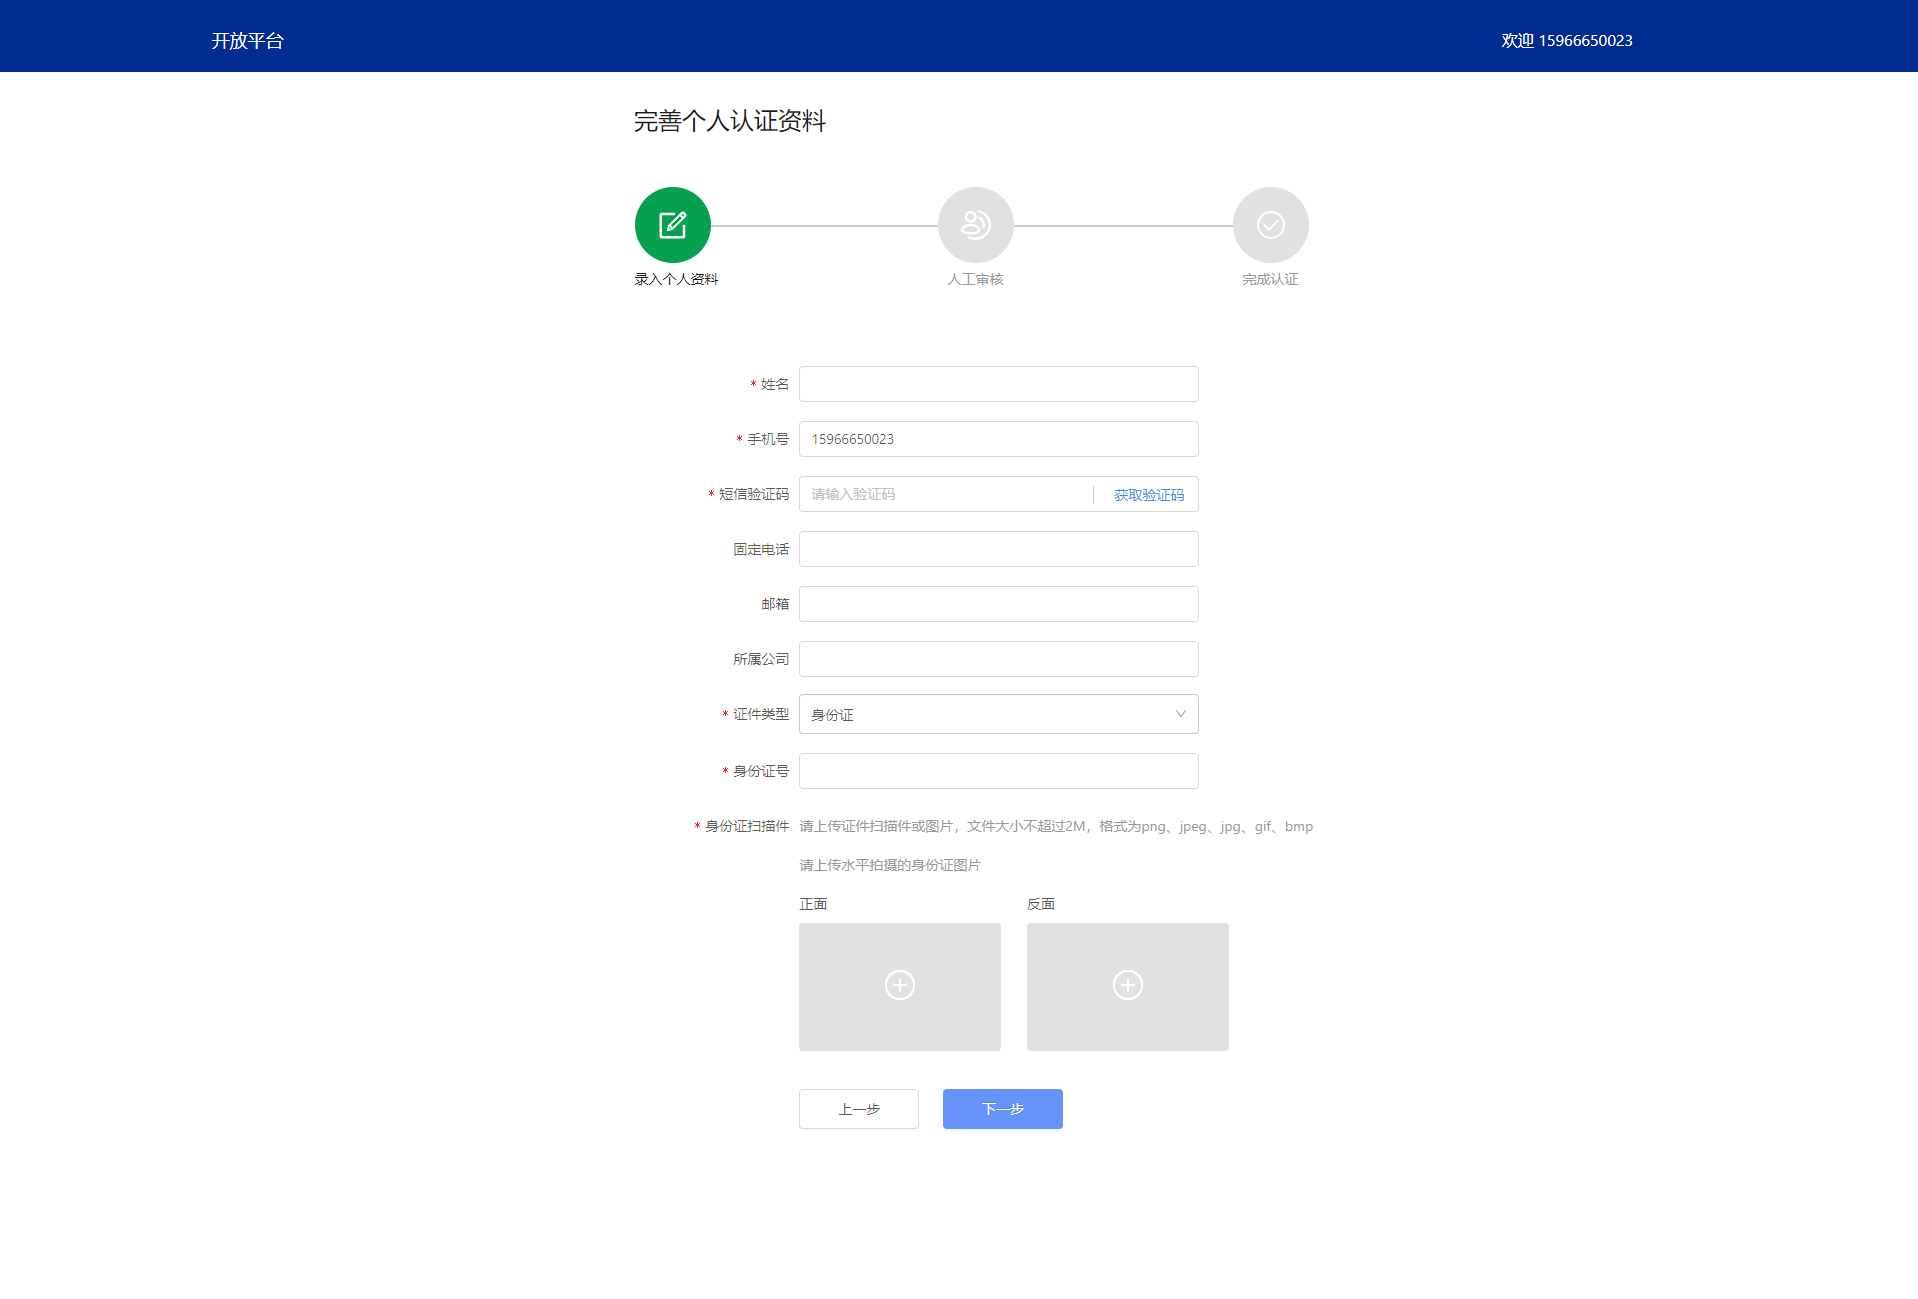 开放平台
欢迎 15966650023
完善个人认证资料
录入个人资料
人工审核
完成认证
* 姓名
* 手机号 15966650023
* 短信验证码 请输入验证码 获取验证码
固定电话
邮箱
所属公司
* 证件类型 身份证
* 身份证号
* 身份证扫描件 请上传证件扫描件或图片，文件大小不超过2M，格式为png、jpeg、jpg、gif、bmp
请上传水平拍摄的身份证图片
正面 反面
上一步 下一步